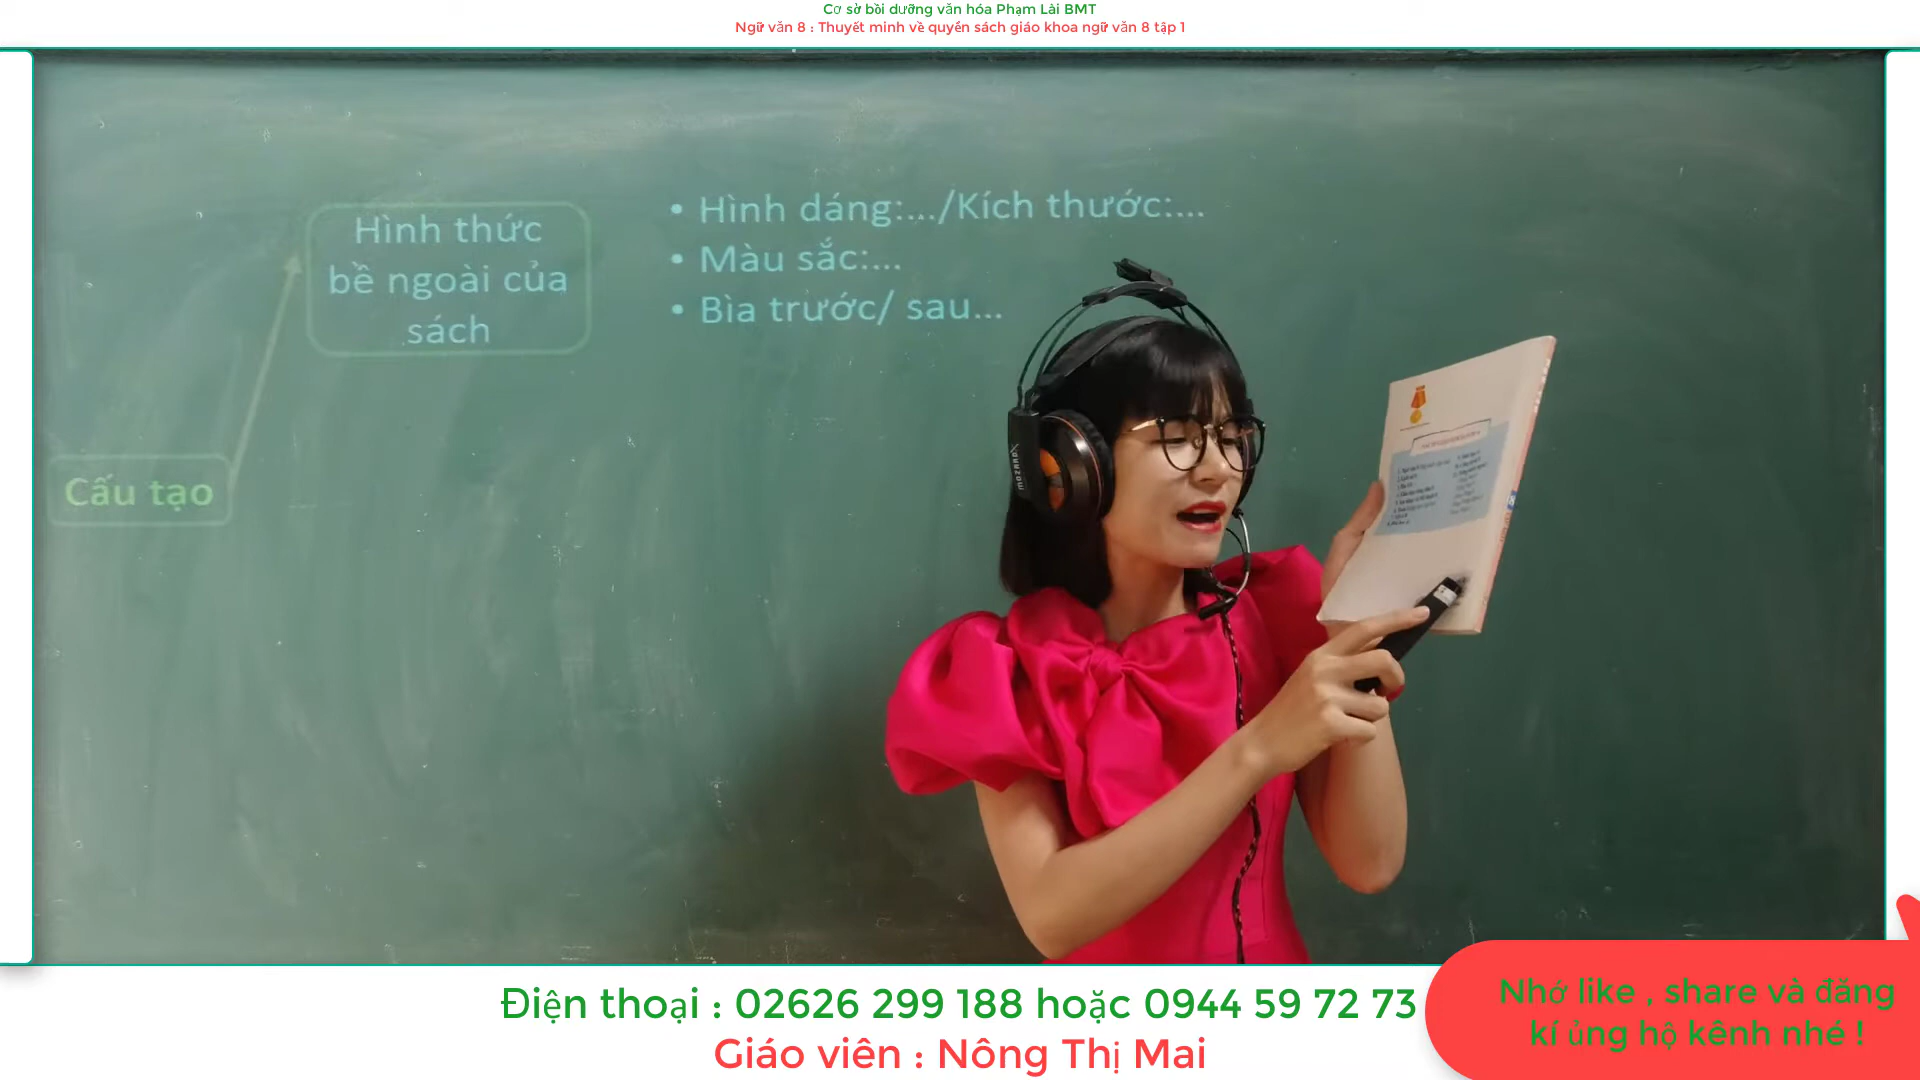 Cơ sở bồi dưỡng văn hóa Phạm Lài BMT
Ngữ văn 8 : Thuyết minh về quyển sách giáo khoa ngữ văn 8 tập 1
Hình thức
bề ngoài của
sách
• Hình dáng:.../Kích thước:...
• Màu sắc:...
• Bìa trước/ sau...
Cấu tạo
Điện thoại : 02626 299 188 hoặc 0944 59 72 73
Giáo viên : Nông Thị Mai
Nhớ like , share và đăng
kí ủng hộ kênh nhé !